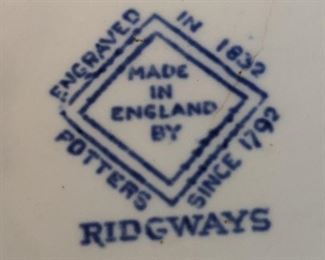 ENGRAVED IN 1832
MADE
IN
ENGLAND
BY
POTTERS SINCE 1792
RIDGWAYS